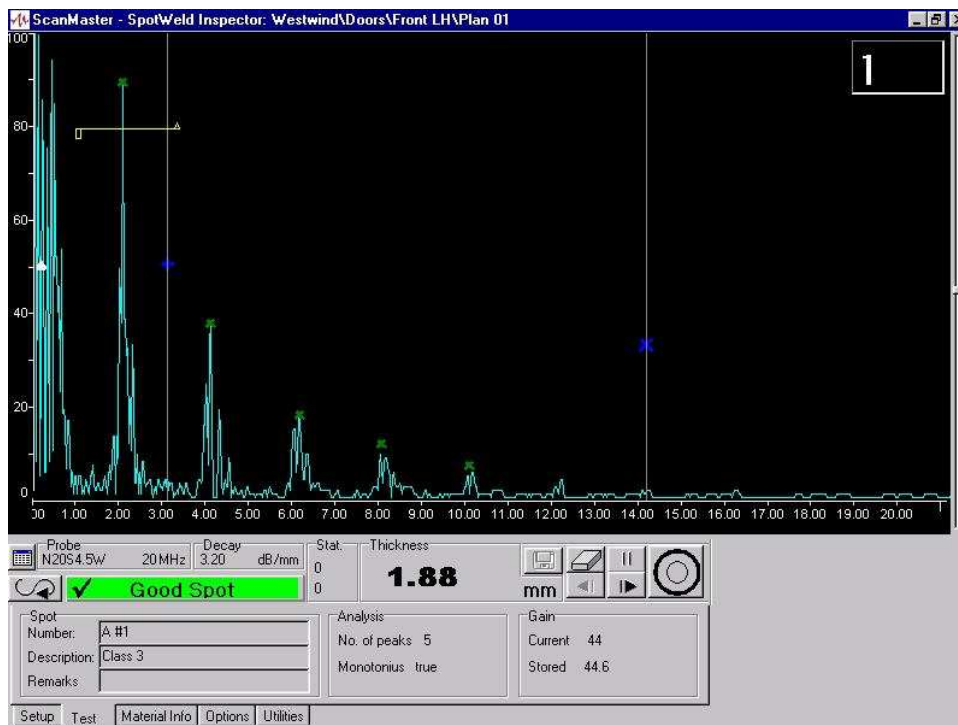 ScanMaster - SpotWeld Inspector: Westwind\Doors\Front LH\Plan 01
100
1
80
60
40
20
0
.00 1.00 2.00 3.00 4.00 5.00 6.00 7.00 8.00 9.00 10.00 11.00 12.00 13.00 14.00 15.00 16.00 17.00 18.00 19.00 20.00
Probe Decay Stat. Thickness
N20S4.5W 20 MHz 3.20 dB/mm 0 1.88
Good Spot 0 mm
Spot Analysis Gain
Number: A #1 No. of peaks 5 Current 44
Description: Class 3 Monotonius true Stored 44.6
Remarks
Setup Test Material Info Options Utilities